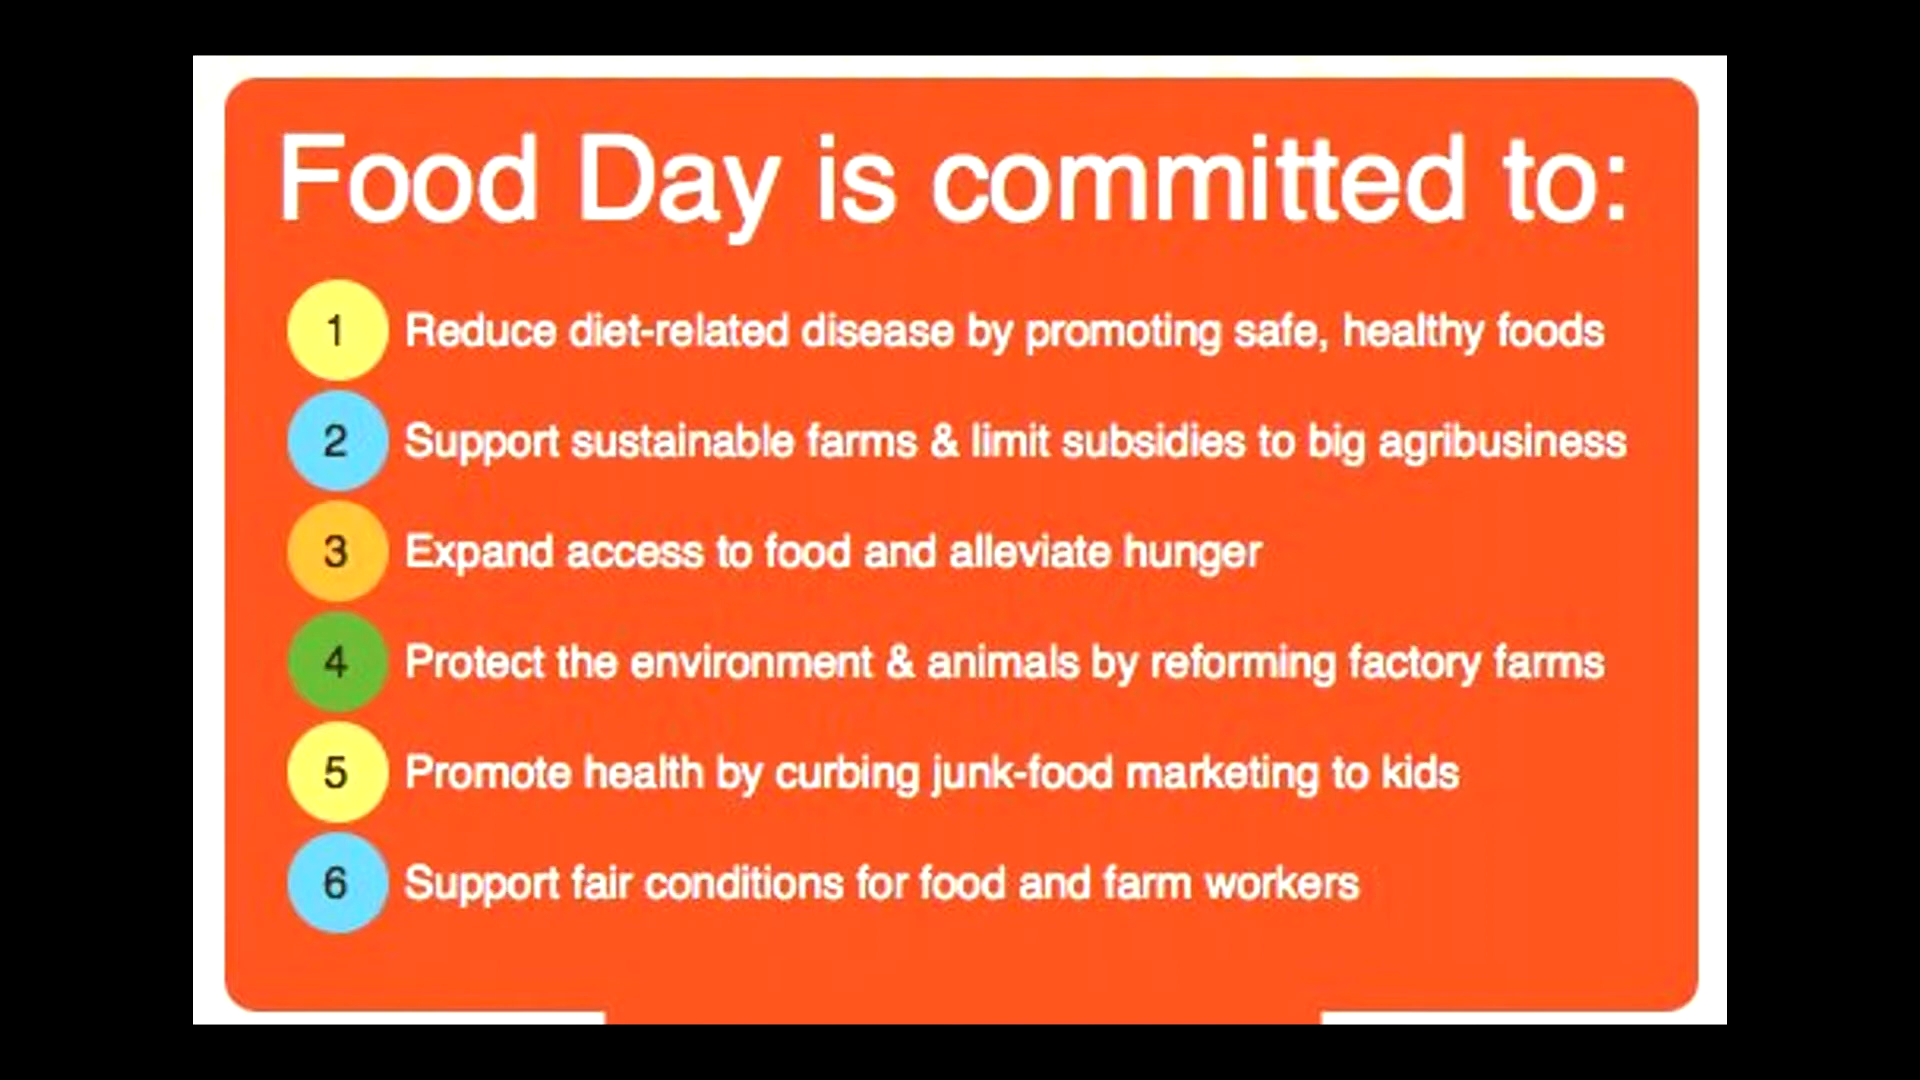 Food Day is committed to:
1 Reduce diet-related disease by promoting safe, healthy foods
2 Support sustainable farms & limit subsidies to big agribusiness
3 Expand access to food and alleviate hunger
4 Protect the environment & animals by reforming factory farms
5 Promote health by curbing junk-food marketing to kids
6 Support fair conditions for food and farm workers